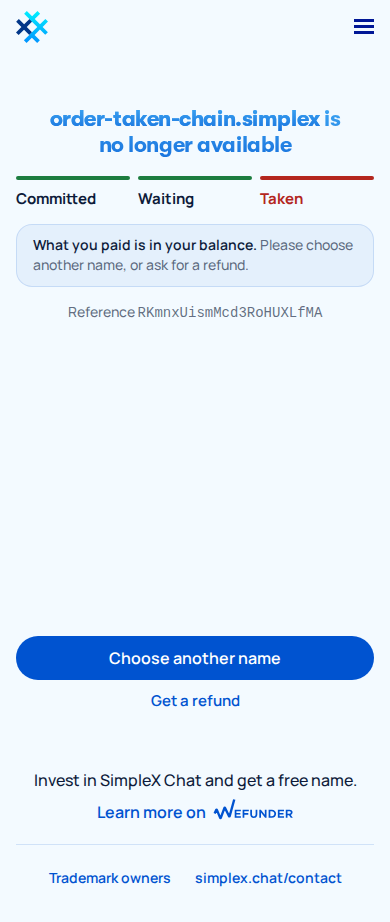 order-taken-chain.simplex is
no longer available
Committed
Waiting
Taken
What you paid is in your balance. Please choose
another name, or ask for a refund.
Reference RKmnxUismMcd3RoHUXLfMA
Choose another name
Get a refund
Invest in SimpleX Chat and get a free name.
Learn more on WEFUNDER
Trademark owners
simplex.chat/contact